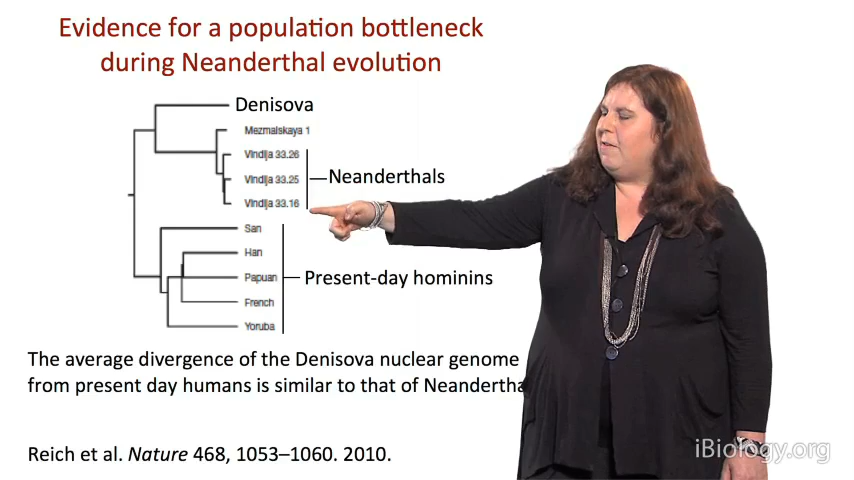 Evidence for a population bottleneck
during Neanderthal evolution
Denisova
Mezmaiskaya 1
Vindija 33.26
Vindija 33.25
Neanderthals
Vindija 33.16
San
Han
Papuan
Present-day hominins
French
Yoruba
The average divergence of the Denisova nuclear genome
from present day humans is similar to that of Neandertha
Reich et al. Nature 468, 1053–1060. 2010.
iBiology.org